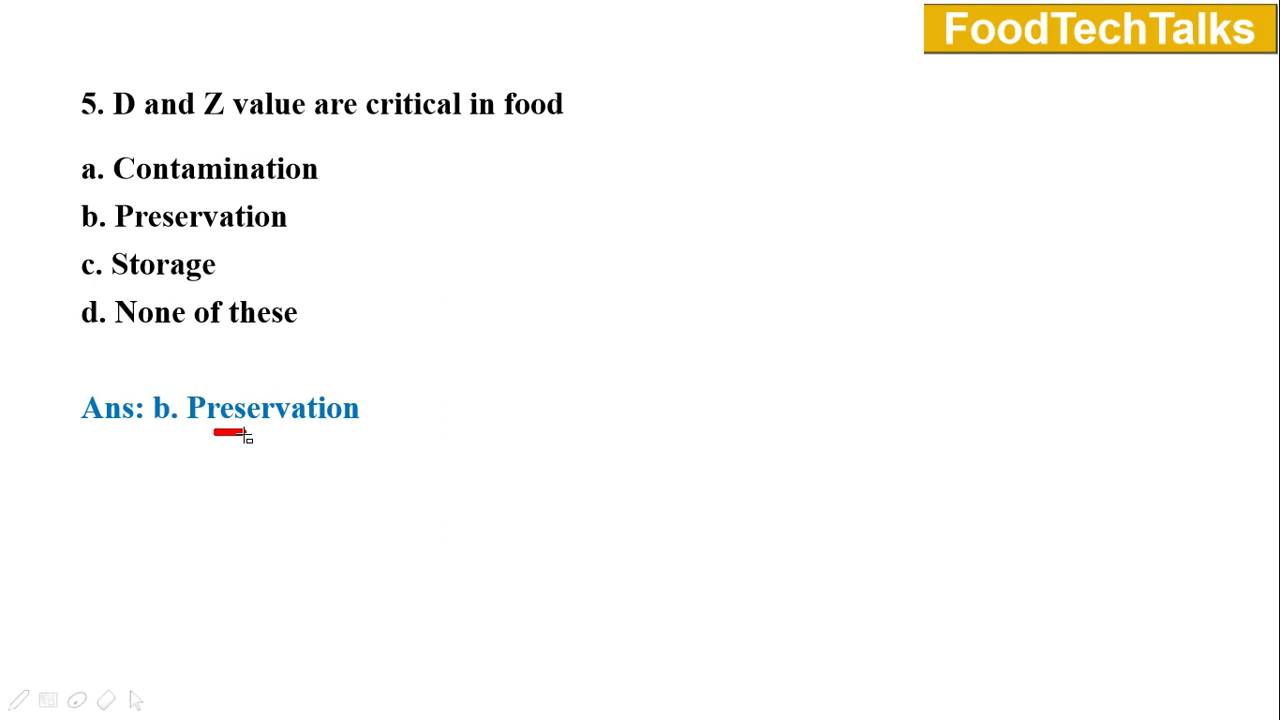 FoodTechTalks
5. D and Z value are critical in food
a. Contamination
b. Preservation
c. Storage
d. None of these
Ans: b. Preservation